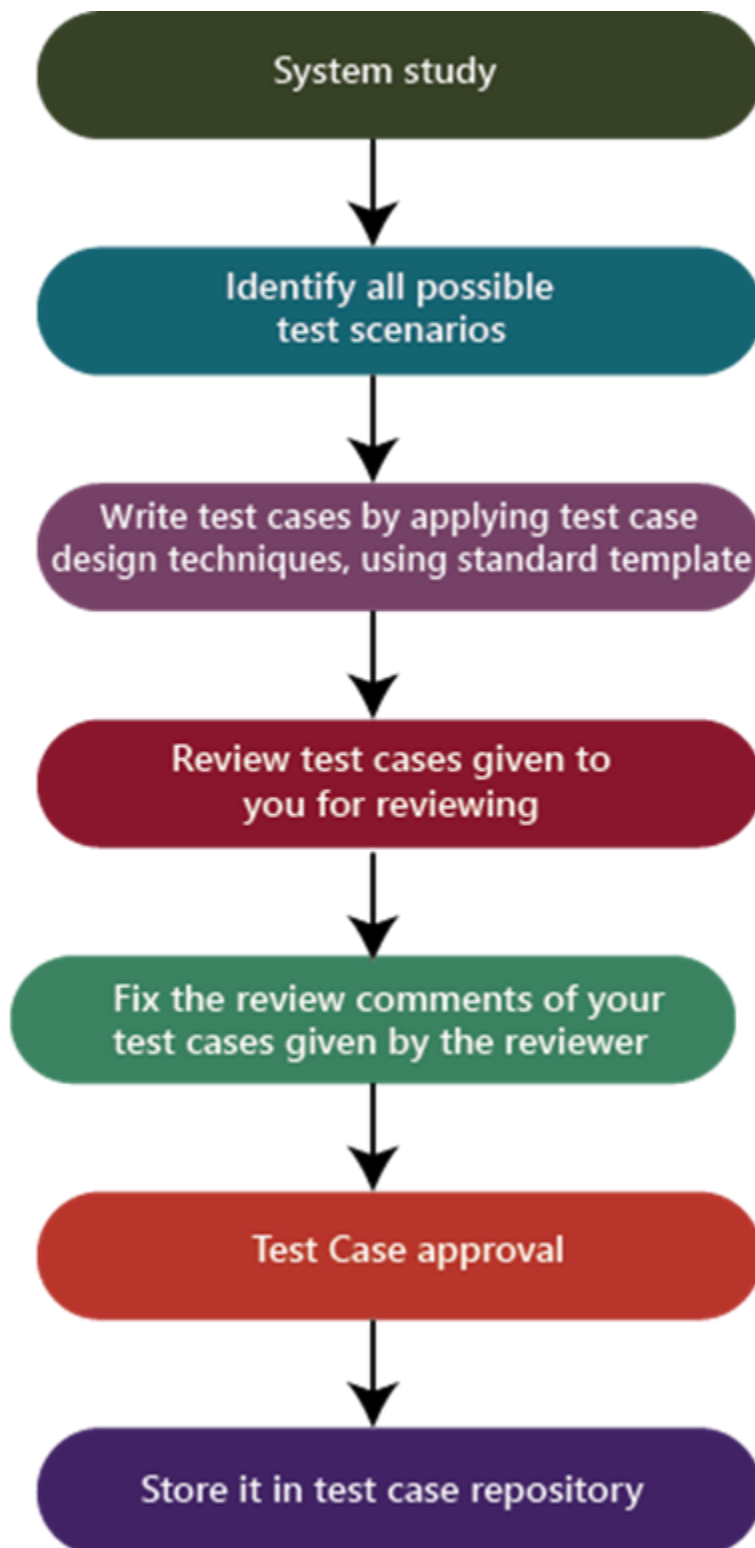 System study
Identify all possible
test scenarios
Write test cases by applying test case
design techniques, using standard template
Review test cases given to
you for reviewing
Fix the review comments of your
test cases given by the reviewer
Test Case approval
Store it in test case repository